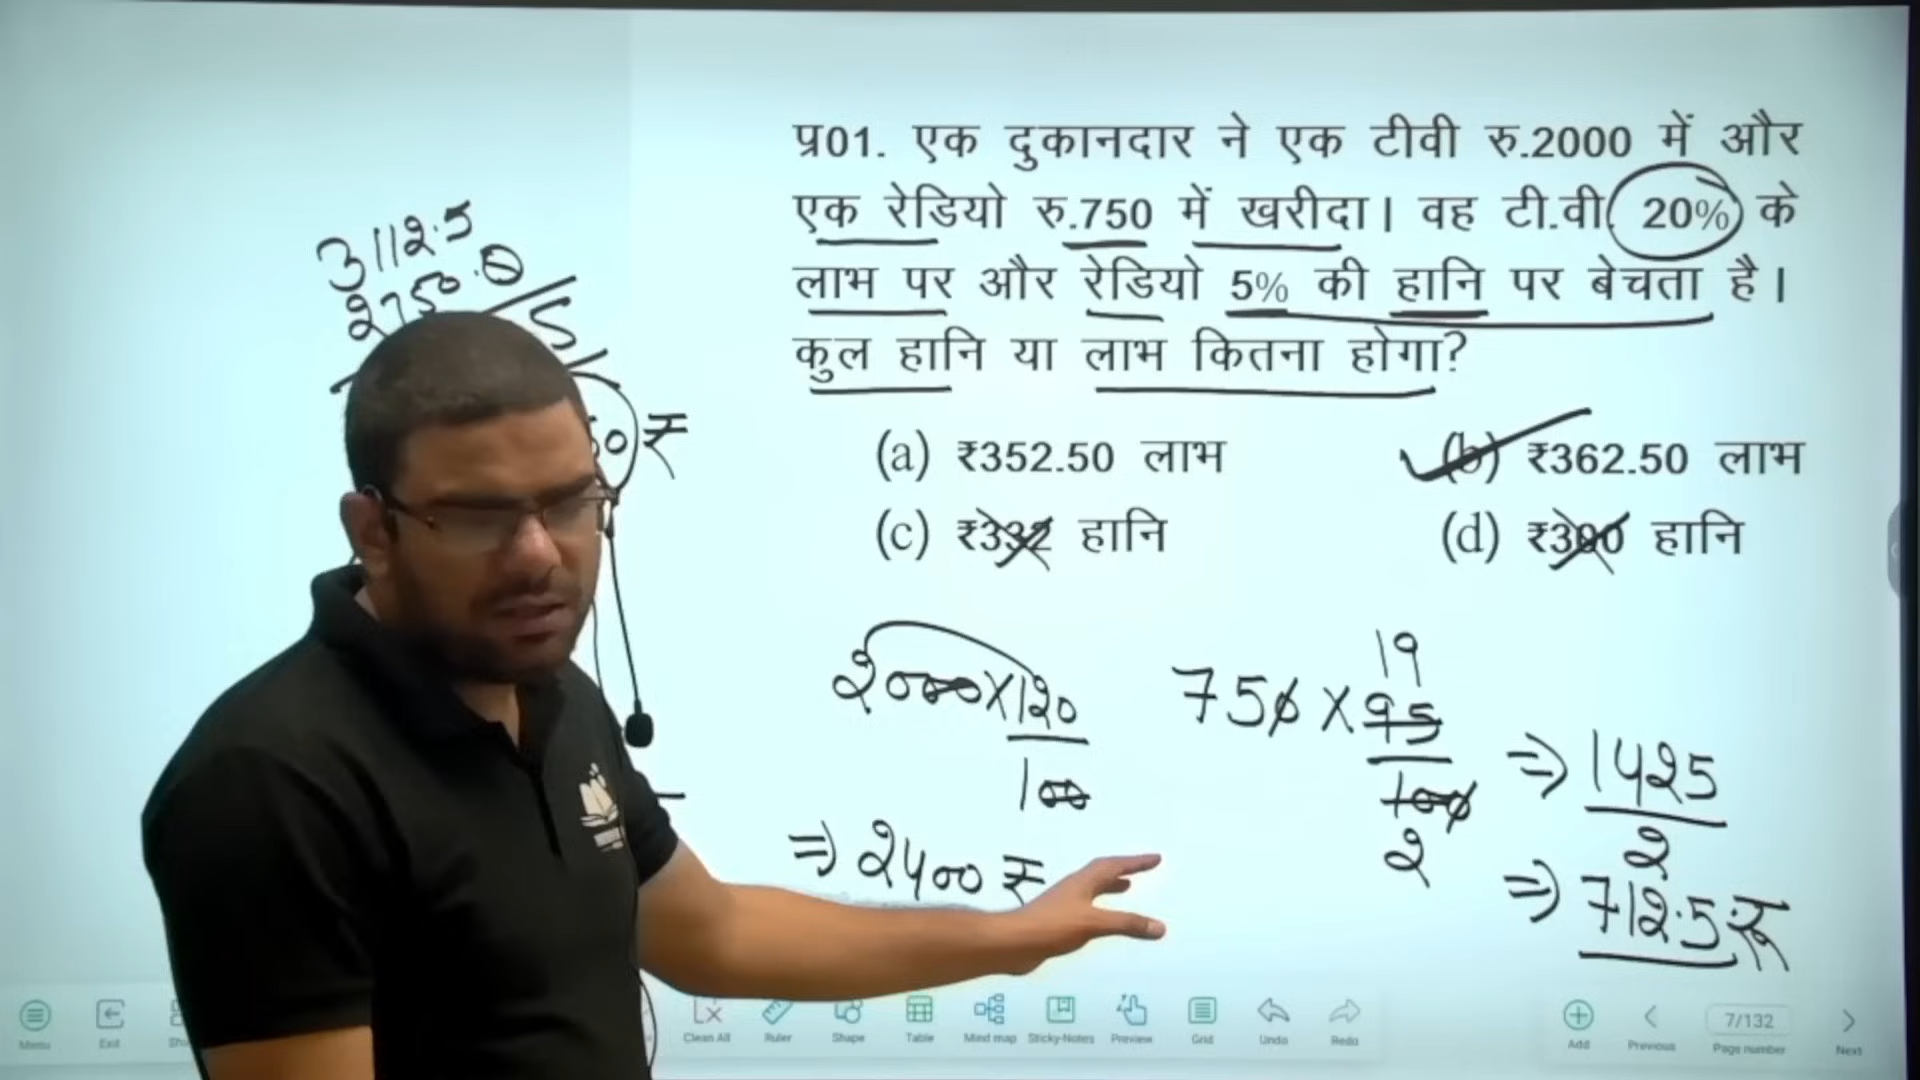 प्र01. एक दुकानदार ने एक टीवी रु.2000 में और
एक रेडियो रु.750 में खरीदा। वह टी.वी. 20% के
लाभ पर और रेडियो 5% की हानि पर बेचता है।
कुल हानि या लाभ कितना होगा?
(a) ₹352.50 लाभ
(b) ₹362.50 लाभ
(c) ₹332 हानि
(d) ₹390 हानि
3112.5
2750.0
0 ₹
2000 × 120
100
⇒ 2400 ₹
19
750 × 95
100
2
⇒ 1425
2
⇒ 712.5 ₹
Menu
Exit
Clean All
Ruler
Shape
Table
Mind map
Sticky-Notes
Preview
Grid
Undo
Redo
Add
Previous
7/132
Page number
Next